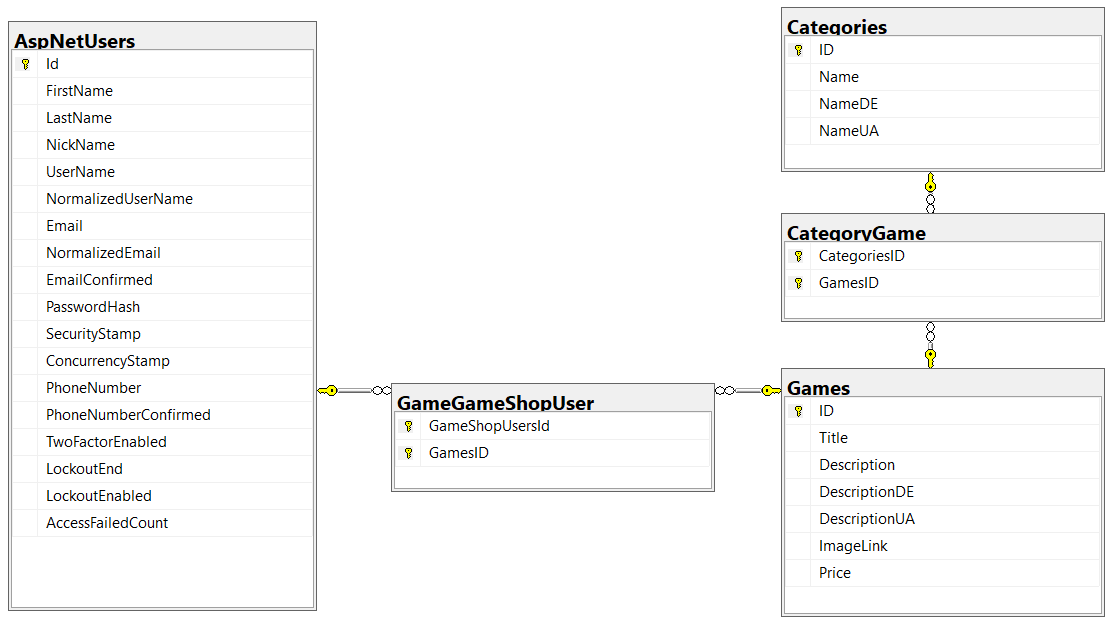 AspNetUsers
Id
FirstName
LastName
NickName
UserName
NormalizedUserName
Email
NormalizedEmail
EmailConfirmed
PasswordHash
SecurityStamp
ConcurrencyStamp
PhoneNumber
PhoneNumberConfirmed
TwoFactorEnabled
LockoutEnd
LockoutEnabled
AccessFailedCount
GameGameShopUser
GameShopUsersId
GamesID
Categories
ID
Name
NameDE
NameUA
CategoryGame
CategoriesID
GamesID
Games
ID
Title
Description
DescriptionDE
DescriptionUA
ImageLink
Price